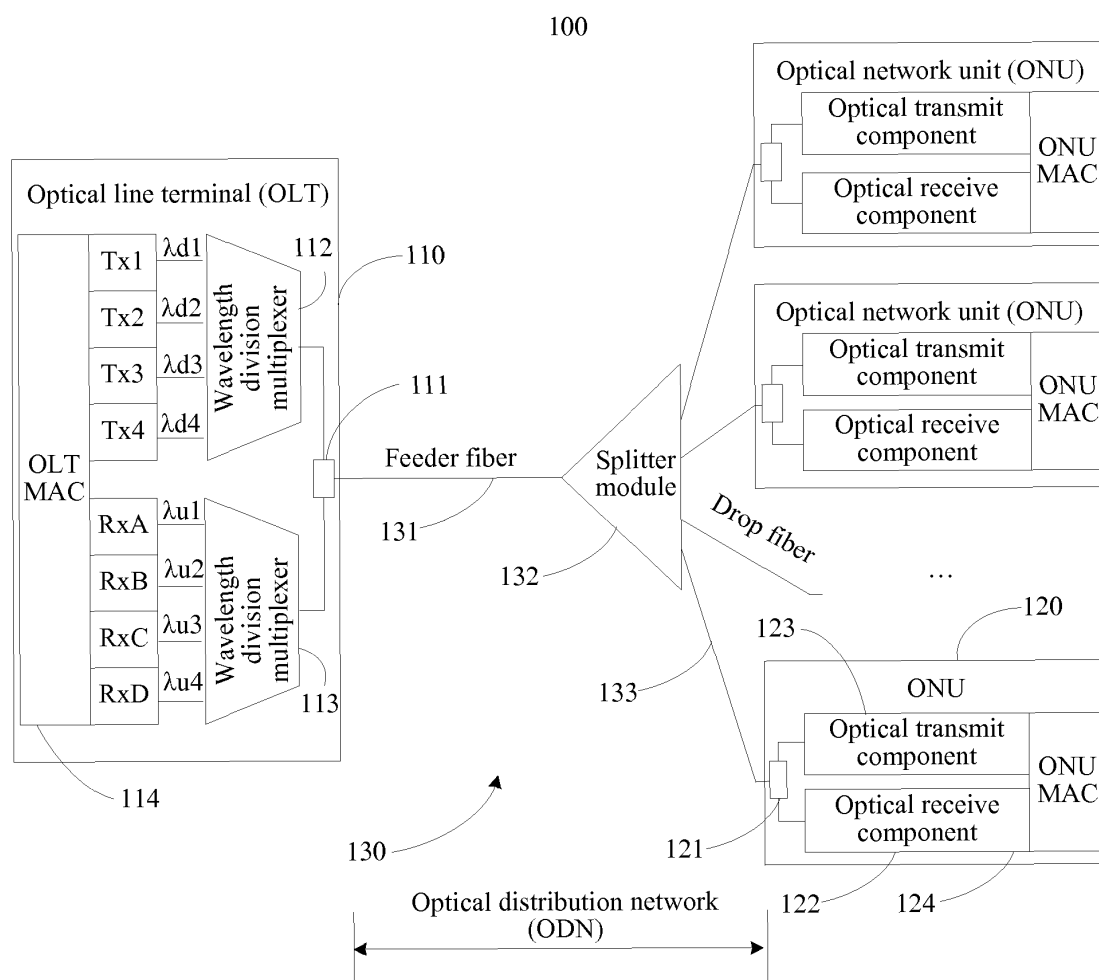 100
Optical network unit (ONU)
Optical transmit
component
ONU
MAC
Optical receive
component
Optical line terminal (OLT)
OLT
MAC
Tx1
λd1
Tx2
λd2
Tx3
λd3
Tx4
λd4
Wavelength
division
multiplexer
112
110
111
RxA
λu1
RxB
λu2
RxC
λu3
RxD
λu4
Wavelength
division
multiplexer
113
114
Feeder fiber
131
Splitter
module
132
Drop fiber
133
Optical network unit (ONU)
Optical transmit
component
ONU
MAC
Optical receive
component
...
120
123
ONU
Optical transmit
component
ONU
MAC
Optical receive
component
121
122
124
130
Optical distribution network
(ODN)